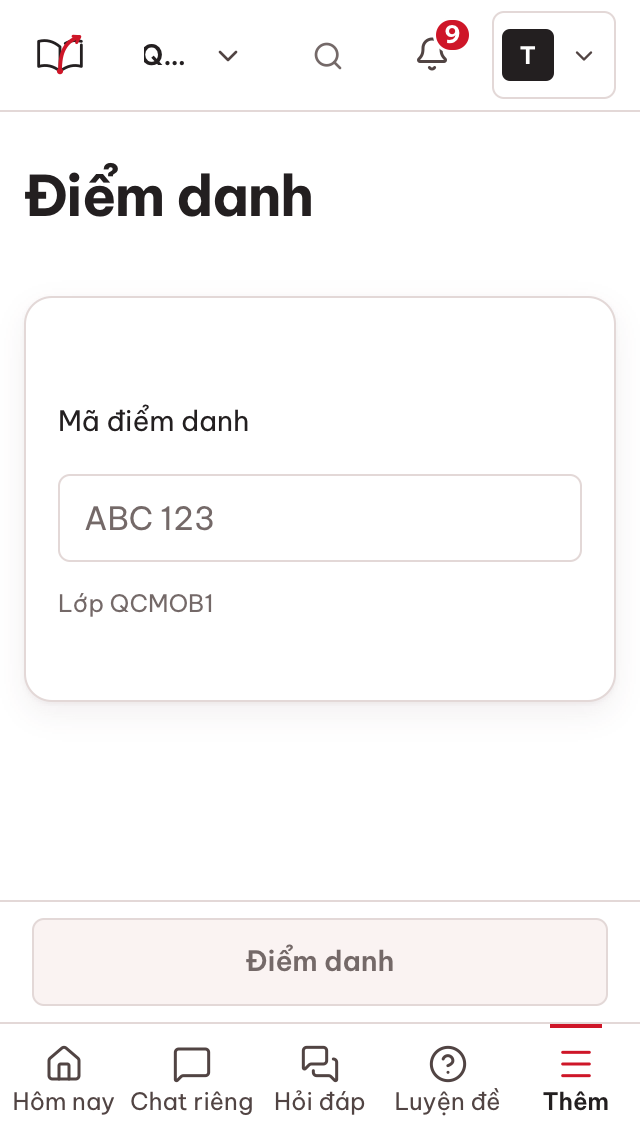 Q...
9
T
Điểm danh
Mã điểm danh
ABC 123
Lớp QCMOB1
Điểm danh
Hôm nay
Chat riêng
Hỏi đáp
Luyện đề
Thêm